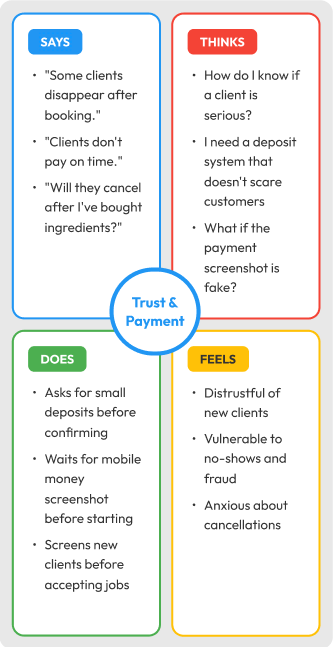 SAYS
• "Some clients
disappear after
booking."
• "Clients don't
pay on time."
• "Will they cancel
after I've bought
ingredients?"
THINKS
• How do I know if
a client is
serious?
• I need a deposit
system that
doesn't scare
customers
• What if the
payment
screenshot is
fake?
Trust &
Payment
DOES
• Asks for small
deposits before
confirming
• Waits for mobile
money
screenshot
before starting
• Screens new
clients before
accepting jobs
FEELS
• Distrustful of
new clients
• Vulnerable to
no-shows and
fraud
• Anxious about
cancellations